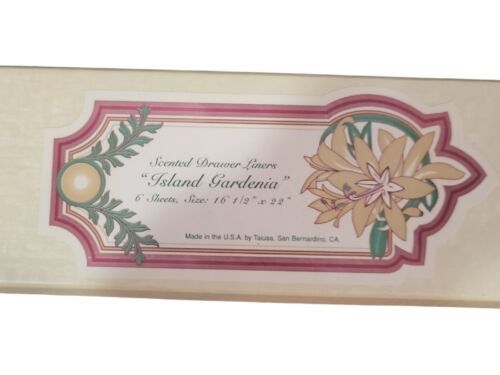 Scented Drawer Liners
"Island Gardenia"
6 Sheets, Size: 16 1/2" x 22"
Made in the U.S.A. by Talusa, San Bernardino, CA.